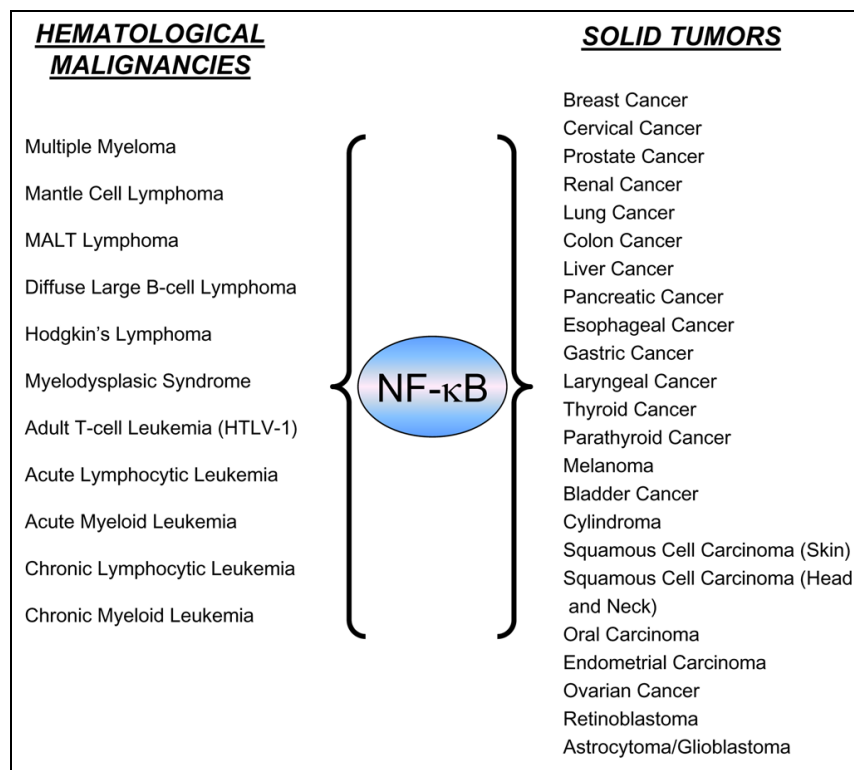 HEMATOLOGICAL
MALIGNANCIES
Multiple Myeloma
Mantle Cell Lymphoma
MALT Lymphoma
Diffuse Large B-cell Lymphoma
Hodgkin’s Lymphoma
Myelodysplasic Syndrome
Adult T-cell Leukemia (HTLV-1)
Acute Lymphocytic Leukemia
Acute Myeloid Leukemia
Chronic Lymphocytic Leukemia
Chronic Myeloid Leukemia
NF-κB
SOLID TUMORS
Breast Cancer
Cervical Cancer
Prostate Cancer
Renal Cancer
Lung Cancer
Colon Cancer
Liver Cancer
Pancreatic Cancer
Esophageal Cancer
Gastric Cancer
Laryngeal Cancer
Thyroid Cancer
Parathyroid Cancer
Melanoma
Bladder Cancer
Cylindroma
Squamous Cell Carcinoma (Skin)
Squamous Cell Carcinoma (Head
and Neck)
Oral Carcinoma
Endometrial Carcinoma
Ovarian Cancer
Retinoblastoma
Astrocytoma/Glioblastoma